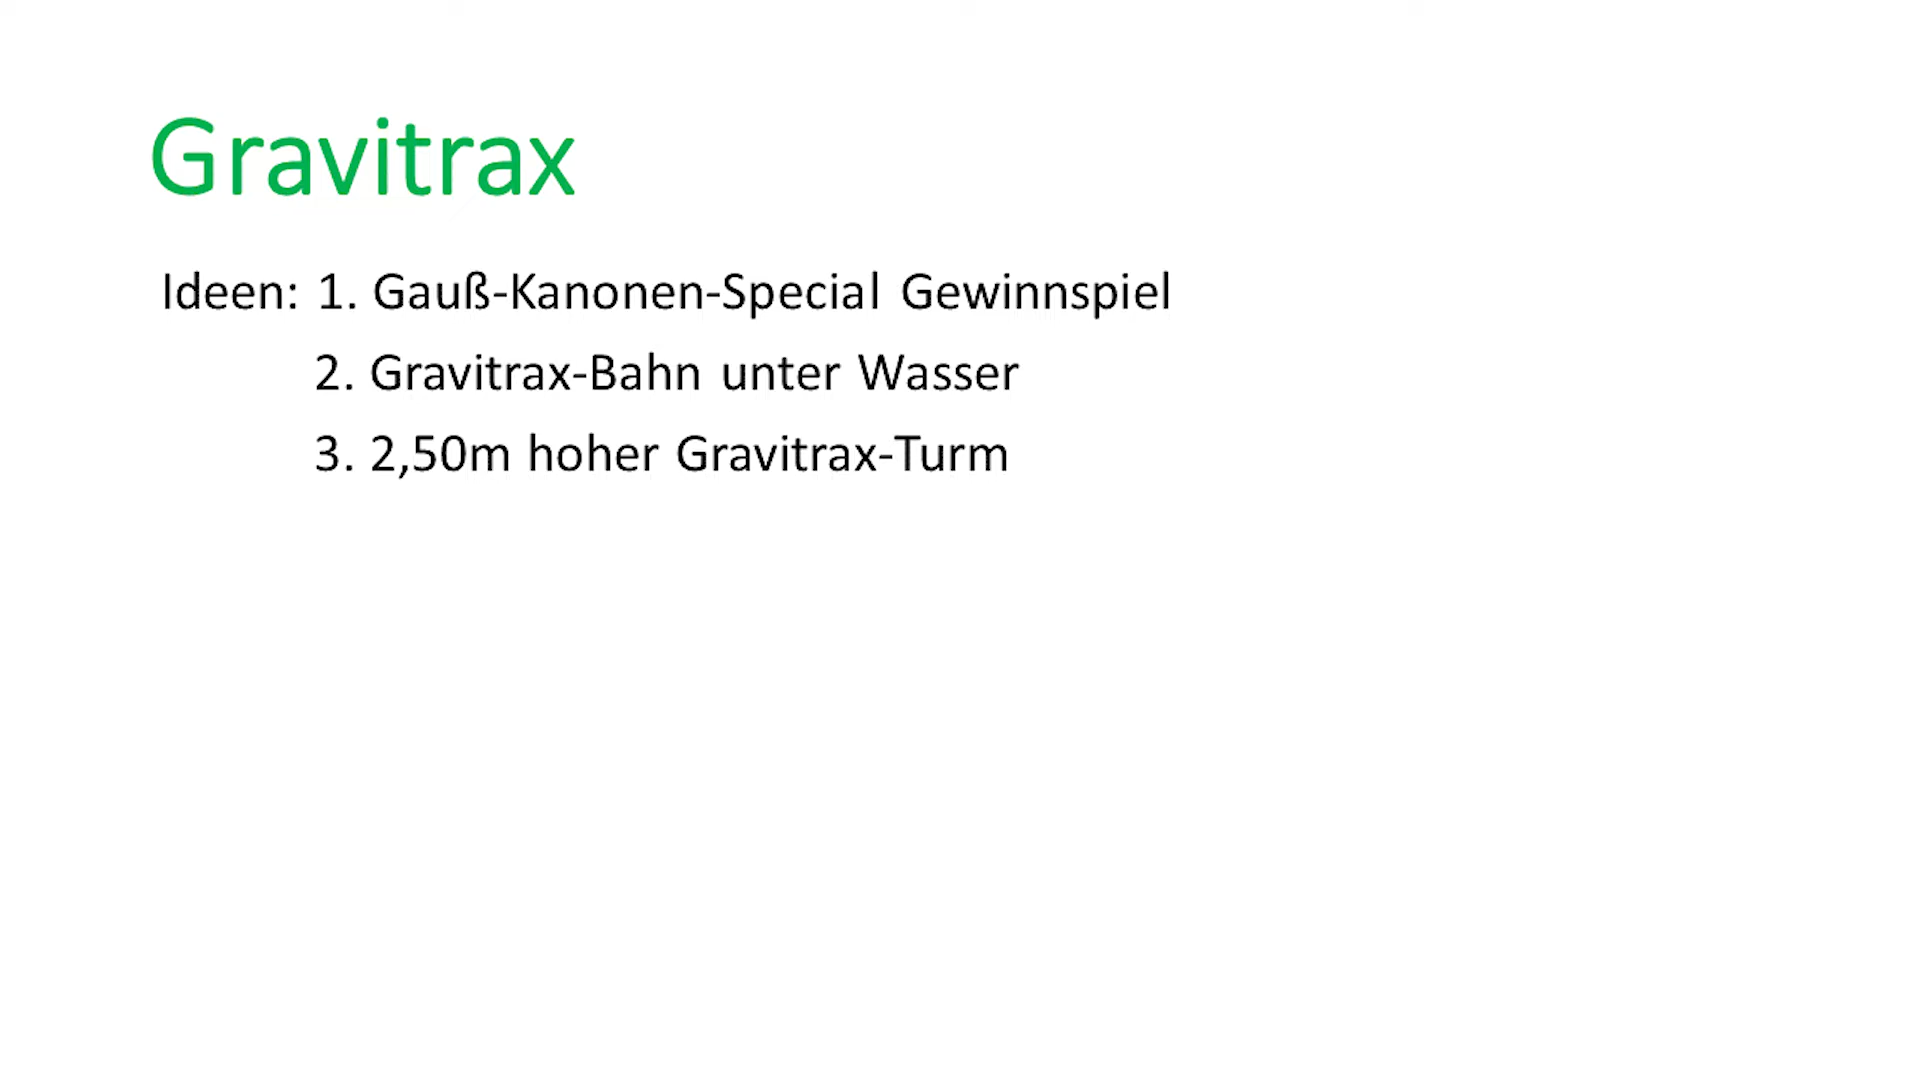 Gravitrax
Ideen: 1. Gauß-Kanonen-Special Gewinnspiel
2. Gravitrax-Bahn unter Wasser
3. 2,50m hoher Gravitrax-Turm